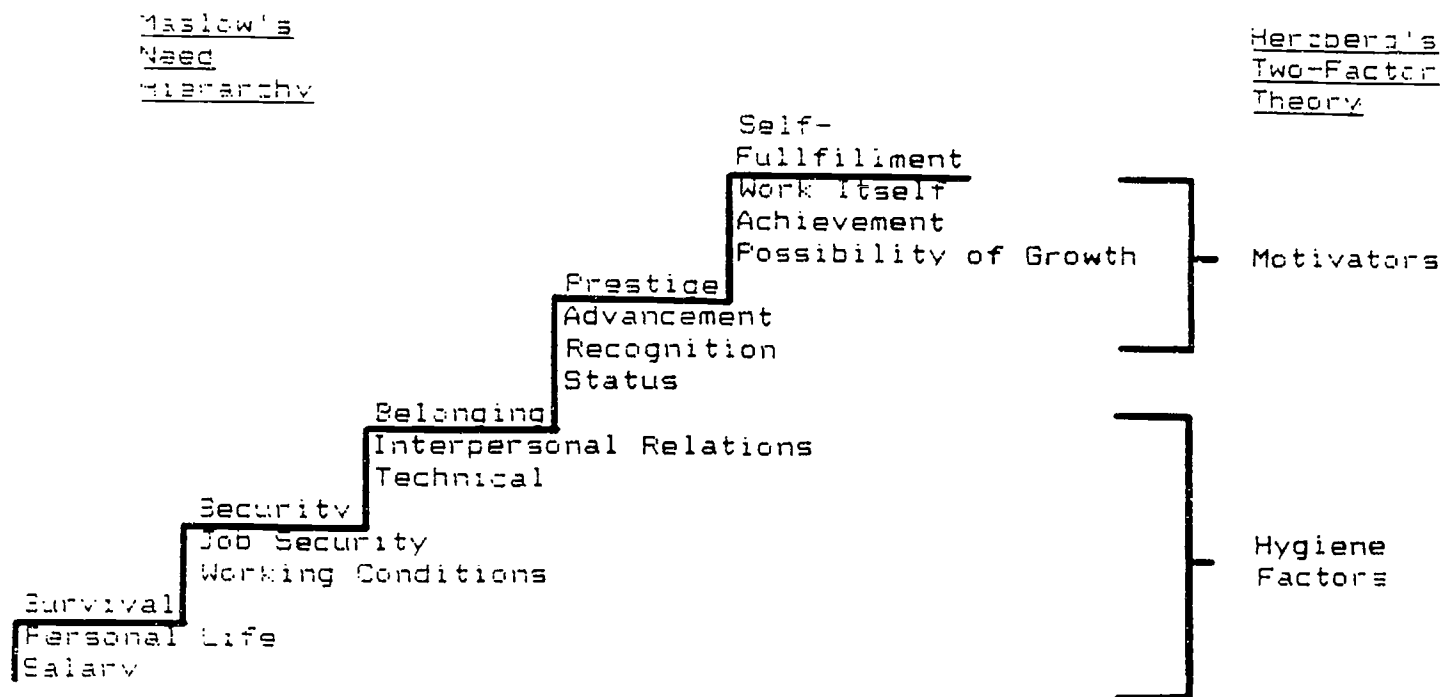 Maslow's
Need
Hierarchy
Herzberg's
Two-Factor
Theory
Self-
Fullfiliment
Work Itself
Achievement
Possibility of Growth
Motivators
Prestige
Advancement
Recognition
Status
Belonging
Interpersonal Relations
Technical
Security
Job Security
Working Conditions
Hygiene
Factors
Survival
Personal Life
Salary